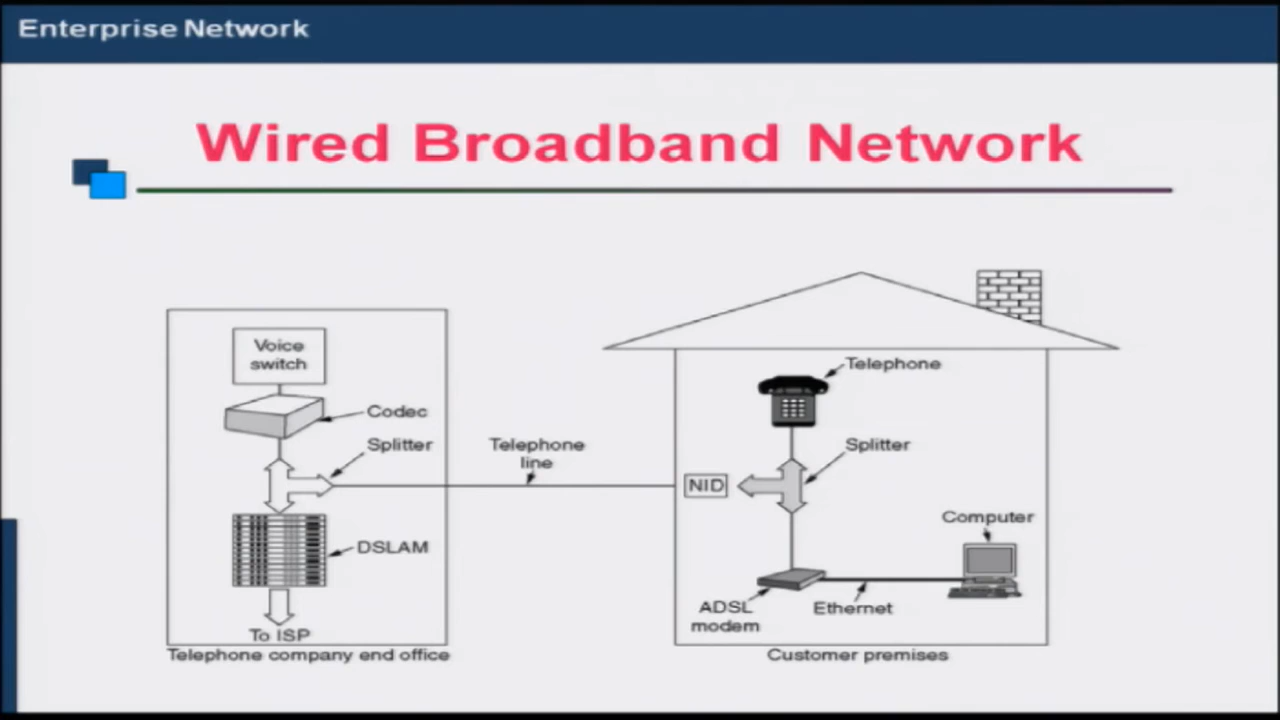 Enterprise Network
Wired Broadband Network
Voice
switch
Codec
Splitter
Telephone
line
DSLAM
To ISP
Telephone company end office
Telephone
Splitter
NID
Computer
ADSL
modem
Ethernet
Customer premises